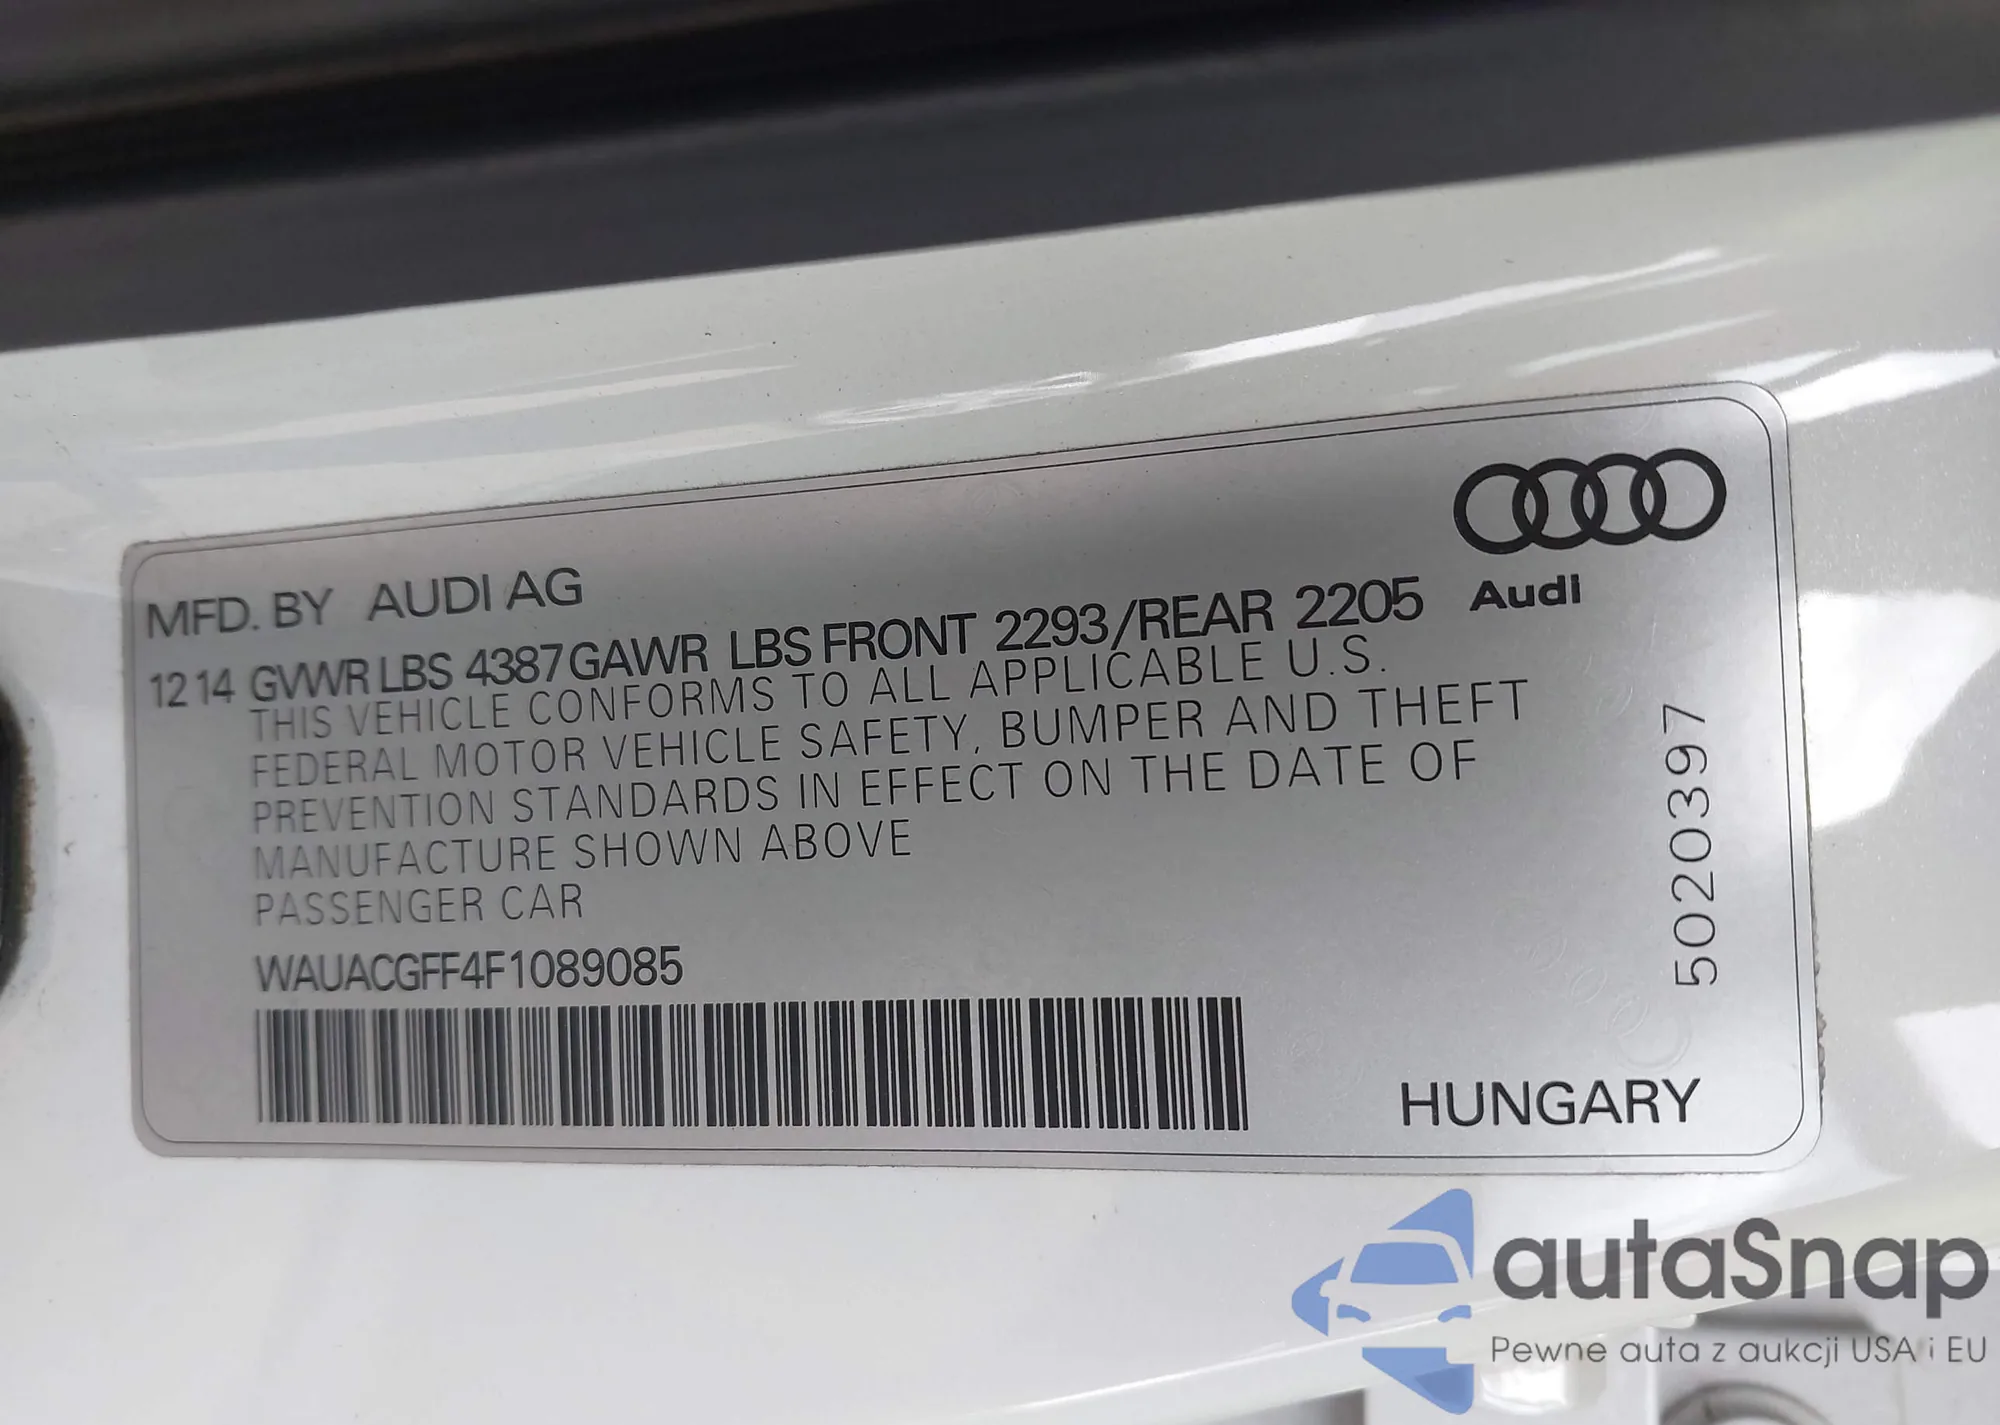 MFD. BY AUDI AG
12 14 GVWR LBS 4387 GAWR LBS FRONT 2293/REAR 2205
THIS VEHICLE CONFORMS TO ALL APPLICABLE U.S.
FEDERAL MOTOR VEHICLE SAFETY, BUMPER AND THEFT
PREVENTION STANDARDS IN EFFECT ON THE DATE OF
MANUFACTURE SHOWN ABOVE
PASSENGER CAR
WAUACGFF4F1089085
Audi
5020397
HUNGARY
autaSnap
Pewne auta z aukcji USA i EU